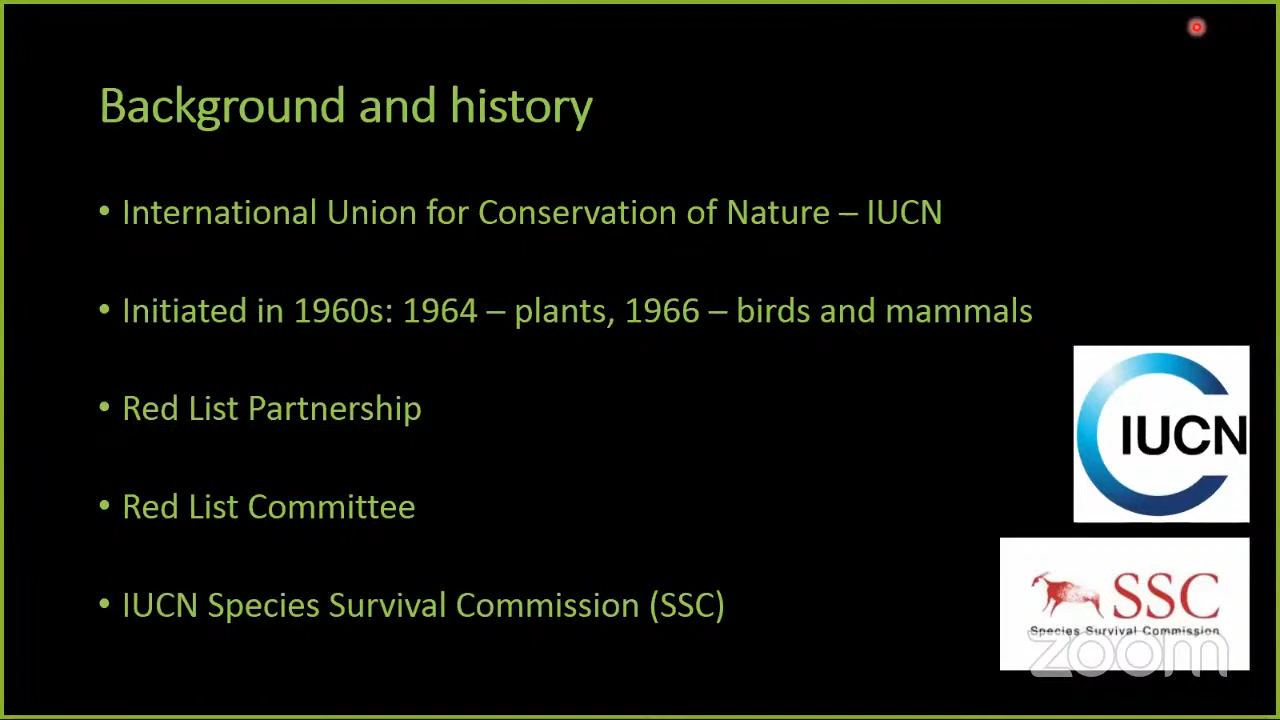 Background and history
• International Union for Conservation of Nature – IUCN
• Initiated in 1960s: 1964 – plants, 1966 – birds and mammals
• Red List Partnership
• Red List Committee
• IUCN Species Survival Commission (SSC)
IUCN
SSC
Species Survival Commission
zoom